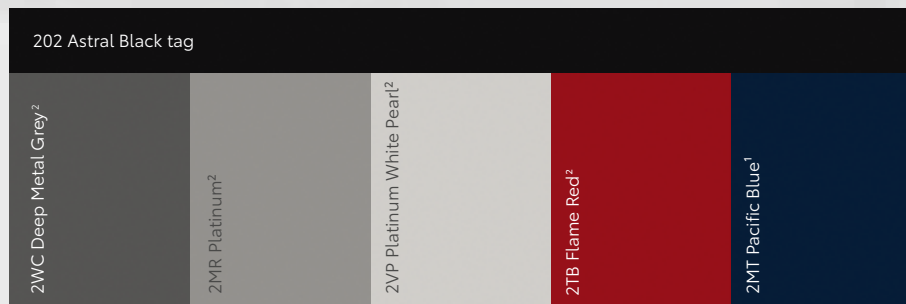 202 Astral Black tag
2WC Deep Metal Grey²
2MR Platinum²
2VP Platinum White Pearl²
2TB Flame Red²
2MT Pacific Blue¹